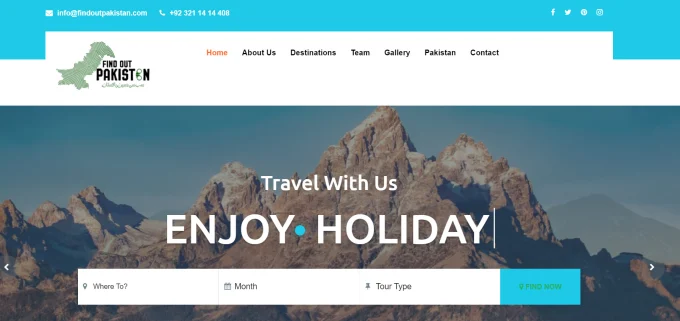 info@findoutpakistan.com +92 321 14 14 408
Home About Us Destinations Team Gallery Pakistan Contact
FIND OUT
PAKISTAN
Travel With Us
ENJOY HOLIDAY
Where To? Month Tour Type FIND NOW